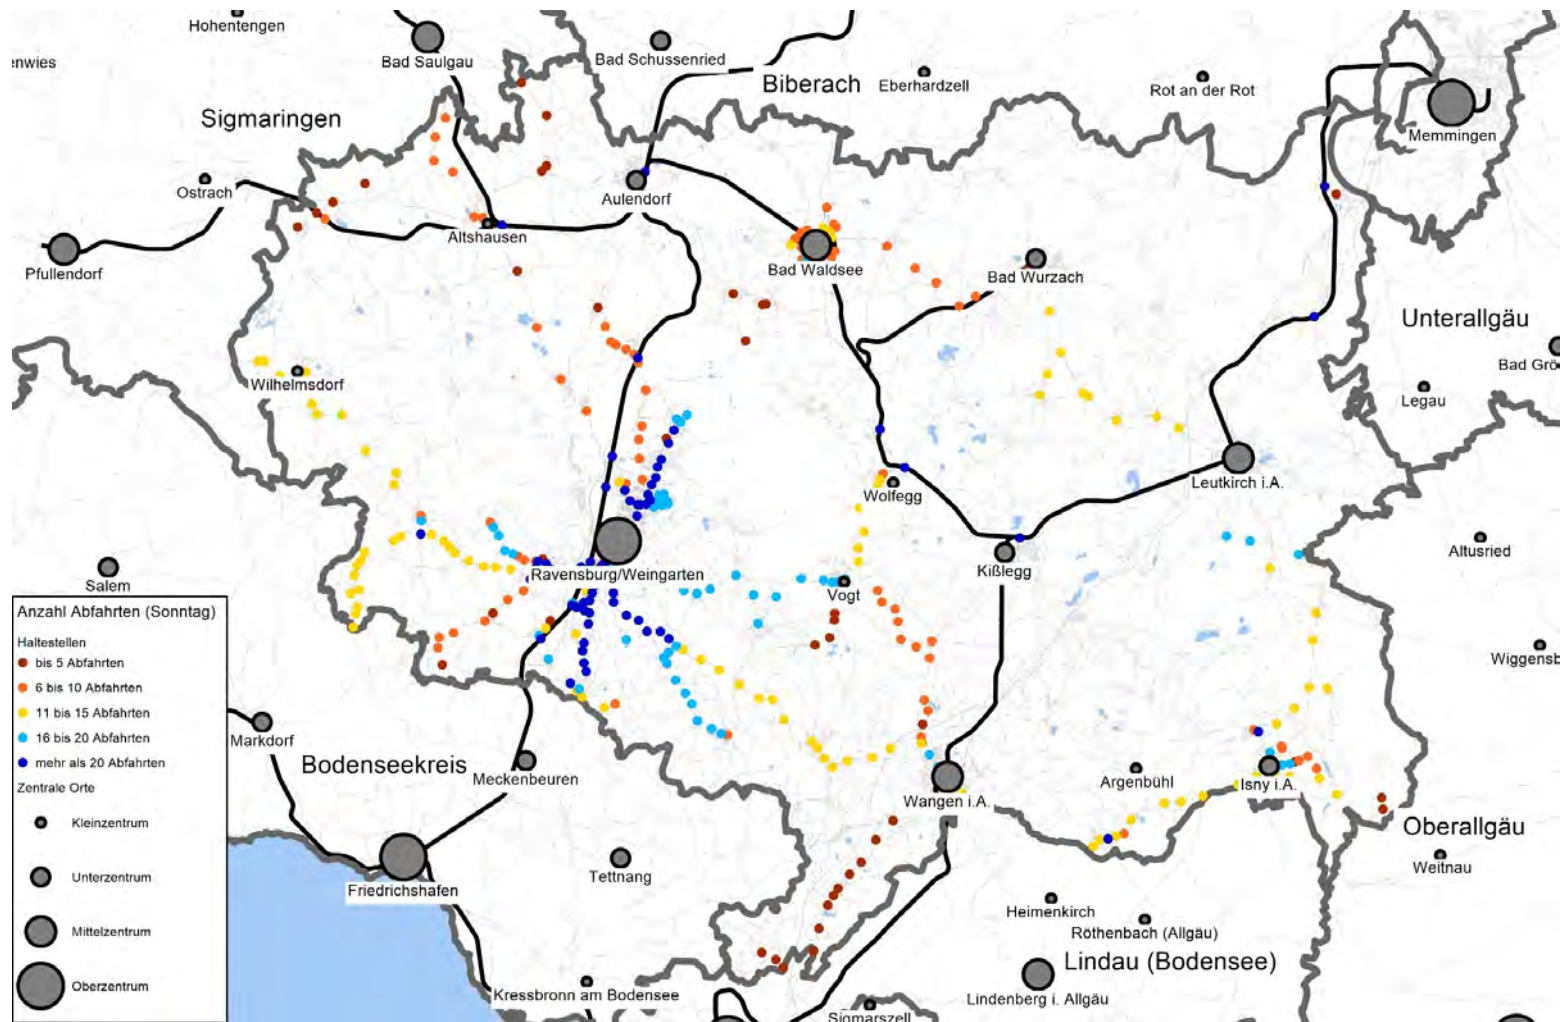 Hohentengen
Bad Saulgau
Bad Schussenried
enwies
Biberach
Eberhardzell
Rot an der Rot
Memmingen
Sigmaringen
Ostrach
Aulendorf
Altshausen
Pfullendorf
Bad Waldsee
Bad Wurzach
Unterallgäu
Bad Grö
Legau
Wilhelmsdorf
Wolfegg
Leutkirch i.A.
Altusried
Salem
Ravensburg/Weingarten
Vogt
Kißlegg
Wiggensb
Anzahl Abfahrten (Sonntag)
Haltestellen
bis 5 Abfahrten
6 bis 10 Abfahrten
11 bis 15 Abfahrten
16 bis 20 Abfahrten
mehr als 20 Abfahrten
Zentrale Orte
Kleinzentrum
Unterzentrum
Mittelzentrum
Oberzentrum
Markdorf
Bodenseekreis
Meckenbeuren
Wangen i.A.
Argenbühl
Isny i.A.
Oberallgäu
Weitnau
Friedrichshafen
Tettnang
Heimenkirch
Röthenbach (Allgäu)
Lindau (Bodensee)
Lindenberg i. Allgäu
Kressbronn am Bodensee
Sigmarszell